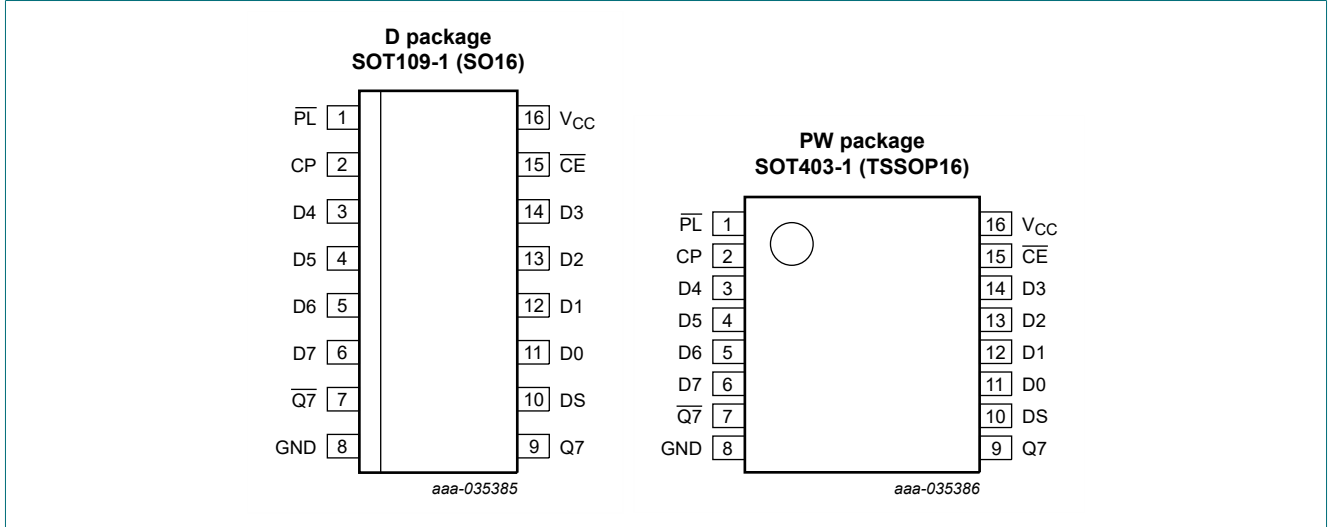 D package
SOT109-1 (SO16)
PL 1 16 VCC
CP 2 15 CE
D4 3 14 D3
D5 4 13 D2
D6 5 12 D1
D7 6 11 D0
Q7 7 10 DS
GND 8 9 Q7
aaa-035385
PW package
SOT403-1 (TSSOP16)
PL 1 16 VCC
CP 2 15 CE
D4 3 14 D3
D5 4 13 D2
D6 5 12 D1
D7 6 11 D0
Q7 7 10 DS
GND 8 9 Q7
aaa-035386